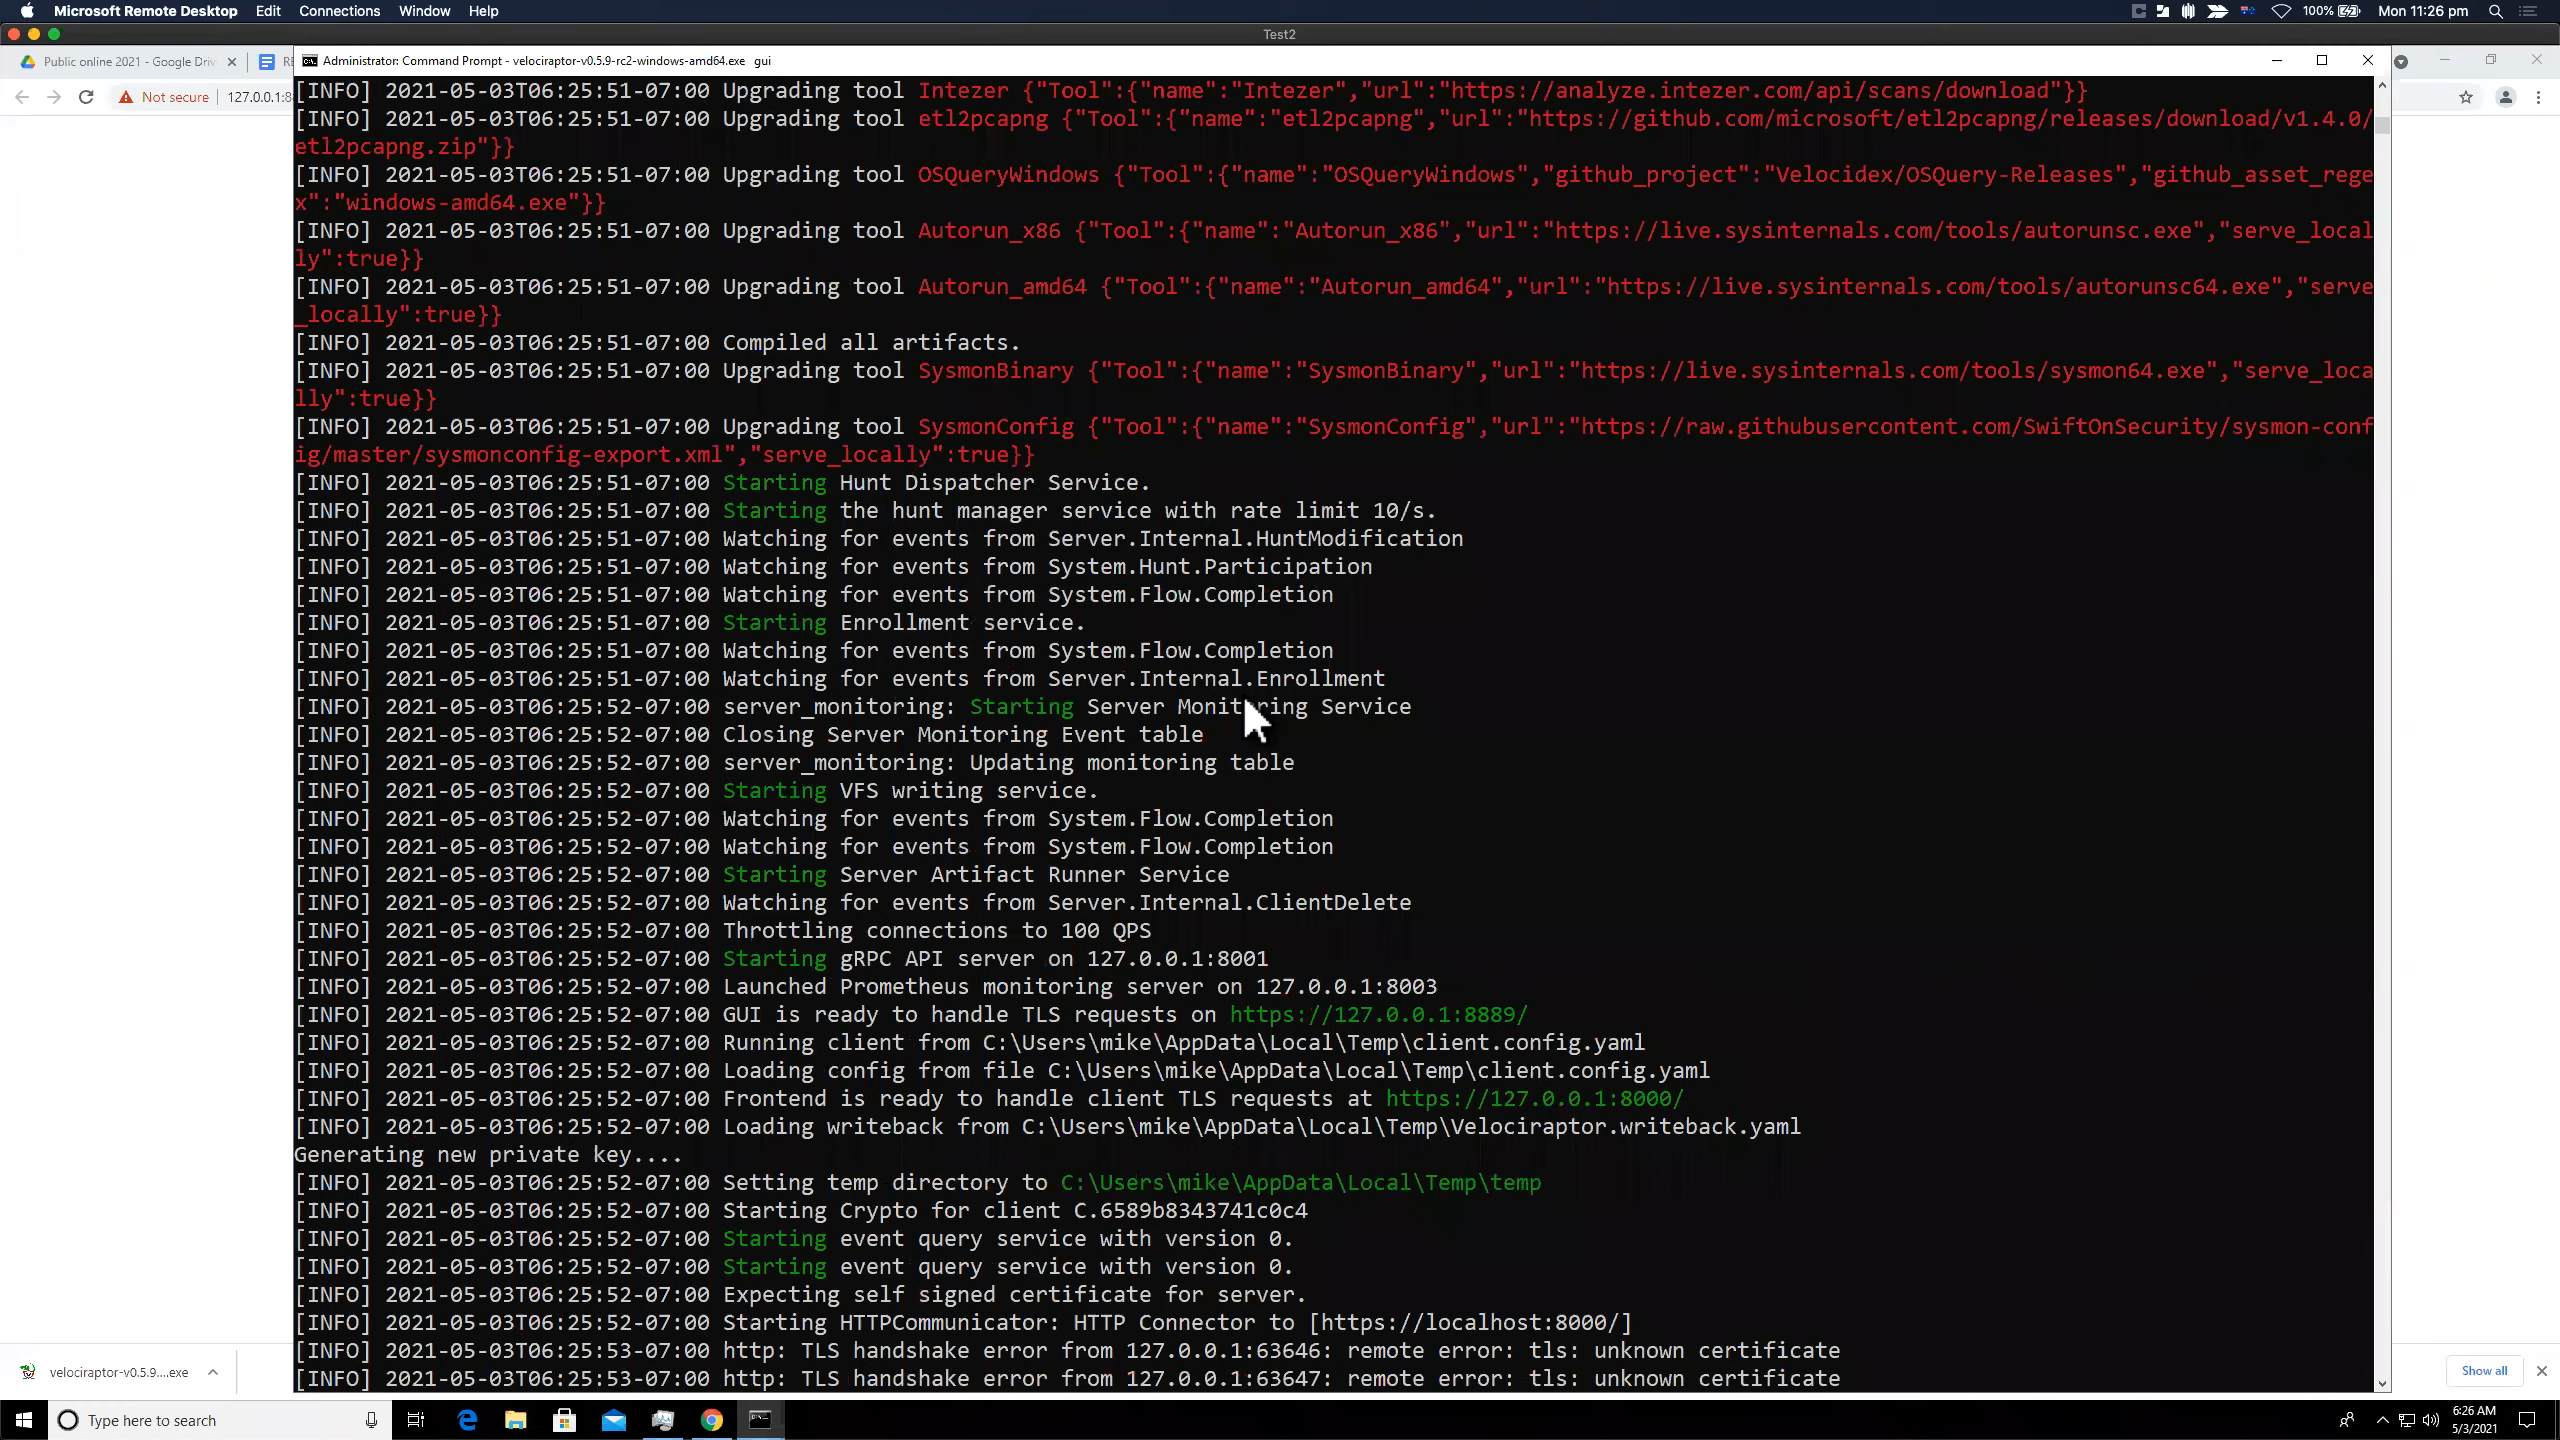 Microsoft Remote Desktop Edit Connections Window Help 100% Mon 11:26 pm
Test2
Public online 2021 - Google Driv
Administrator: Command Prompt - velociraptor-v0.5.9-rc2-windows-amd64.exe gui
Not secure 127.0.0.1:8
[INFO] 2021-05-03T06:25:51-07:00 Upgrading tool Intezer {"Tool":{"name":"Intezer","url":"https://analyze.intezer.com/api/scans/download"}}
[INFO] 2021-05-03T06:25:51-07:00 Upgrading tool etl2pcapng {"Tool":{"name":"etl2pcapng","url":"https://github.com/microsoft/etl2pcapng/releases/download/v1.4.0/
etl2pcapng.zip"}}
[INFO] 2021-05-03T06:25:51-07:00 Upgrading tool OSQueryWindows {"Tool":{"name":"OSQueryWindows","github_project":"Velocidex/OSQuery-Releases","github_asset_rege
x":"windows-amd64.exe"}}
[INFO] 2021-05-03T06:25:51-07:00 Upgrading tool Autorun_x86 {"Tool":{"name":"Autorun_x86","url":"https://live.sysinternals.com/tools/autorunsc.exe","serve_local
ly":true}}
[INFO] 2021-05-03T06:25:51-07:00 Upgrading tool Autorun_amd64 {"Tool":{"name":"Autorun_amd64","url":"https://live.sysinternals.com/tools/autorunsc64.exe","serve
_locally":true}}
[INFO] 2021-05-03T06:25:51-07:00 Compiled all artifacts.
[INFO] 2021-05-03T06:25:51-07:00 Upgrading tool SysmonBinary {"Tool":{"name":"SysmonBinary","url":"https://live.sysinternals.com/tools/sysmon64.exe","serve_loca
lly":true}}
[INFO] 2021-05-03T06:25:51-07:00 Upgrading tool SysmonConfig {"Tool":{"name":"SysmonConfig","url":"https://raw.githubusercontent.com/SwiftOnSecurity/sysmon-conf
ig/master/sysmonconfig-export.xml","serve_locally":true}}
[INFO] 2021-05-03T06:25:51-07:00 Starting Hunt Dispatcher Service.
[INFO] 2021-05-03T06:25:51-07:00 Starting the hunt manager service with rate limit 10/s.
[INFO] 2021-05-03T06:25:51-07:00 Watching for events from Server.Internal.HuntModification
[INFO] 2021-05-03T06:25:51-07:00 Watching for events from System.Hunt.Participation
[INFO] 2021-05-03T06:25:51-07:00 Watching for events from System.Flow.Completion
[INFO] 2021-05-03T06:25:51-07:00 Starting Enrollment service.
[INFO] 2021-05-03T06:25:51-07:00 Watching for events from System.Flow.Completion
[INFO] 2021-05-03T06:25:51-07:00 Watching for events from Server.Internal.Enrollment
[INFO] 2021-05-03T06:25:52-07:00 server_monitoring: Starting Server Monitoring Service
[INFO] 2021-05-03T06:25:52-07:00 Closing Server Monitoring Event table
[INFO] 2021-05-03T06:25:52-07:00 server_monitoring: Updating monitoring table
[INFO] 2021-05-03T06:25:52-07:00 Starting VFS writing service.
[INFO] 2021-05-03T06:25:52-07:00 Watching for events from System.Flow.Completion
[INFO] 2021-05-03T06:25:52-07:00 Watching for events from System.Flow.Completion
[INFO] 2021-05-03T06:25:52-07:00 Starting Server Artifact Runner Service
[INFO] 2021-05-03T06:25:52-07:00 Watching for events from Server.Internal.ClientDelete
[INFO] 2021-05-03T06:25:52-07:00 Throttling connections to 100 QPS
[INFO] 2021-05-03T06:25:52-07:00 Starting gRPC API server on 127.0.0.1:8001
[INFO] 2021-05-03T06:25:52-07:00 Launched Prometheus monitoring server on 127.0.0.1:8003
[INFO] 2021-05-03T06:25:52-07:00 GUI is ready to handle TLS requests on https://127.0.0.1:8889/
[INFO] 2021-05-03T06:25:52-07:00 Running client from C:\Users\mike\AppData\Local\Temp\client.config.yaml
[INFO] 2021-05-03T06:25:52-07:00 Loading config from file C:\Users\mike\AppData\Local\Temp\client.config.yaml
[INFO] 2021-05-03T06:25:52-07:00 Frontend is ready to handle client TLS requests at https://127.0.0.1:8000/
[INFO] 2021-05-03T06:25:52-07:00 Loading writeback from C:\Users\mike\AppData\Local\Temp\Velociraptor.writeback.yaml
Generating new private key....
[INFO] 2021-05-03T06:25:52-07:00 Setting temp directory to C:\Users\mike\AppData\Local\Temp\temp
[INFO] 2021-05-03T06:25:52-07:00 Starting Crypto for client C.6589b8343741c0c4
[INFO] 2021-05-03T06:25:52-07:00 Starting event query service with version 0.
[INFO] 2021-05-03T06:25:52-07:00 Starting event query service with version 0.
[INFO] 2021-05-03T06:25:52-07:00 Expecting self signed certificate for server.
[INFO] 2021-05-03T06:25:52-07:00 Starting HTTPCommunicator: HTTP Connector to [https://localhost:8000/]
[INFO] 2021-05-03T06:25:53-07:00 http: TLS handshake error from 127.0.0.1:63646: remote error: tls: unknown certificate
[INFO] 2021-05-03T06:25:53-07:00 http: TLS handshake error from 127.0.0.1:63647: remote error: tls: unknown certificate
velociraptor-v0.5.9....exe
Show all
Type here to search
6:26 AM
5/3/2021